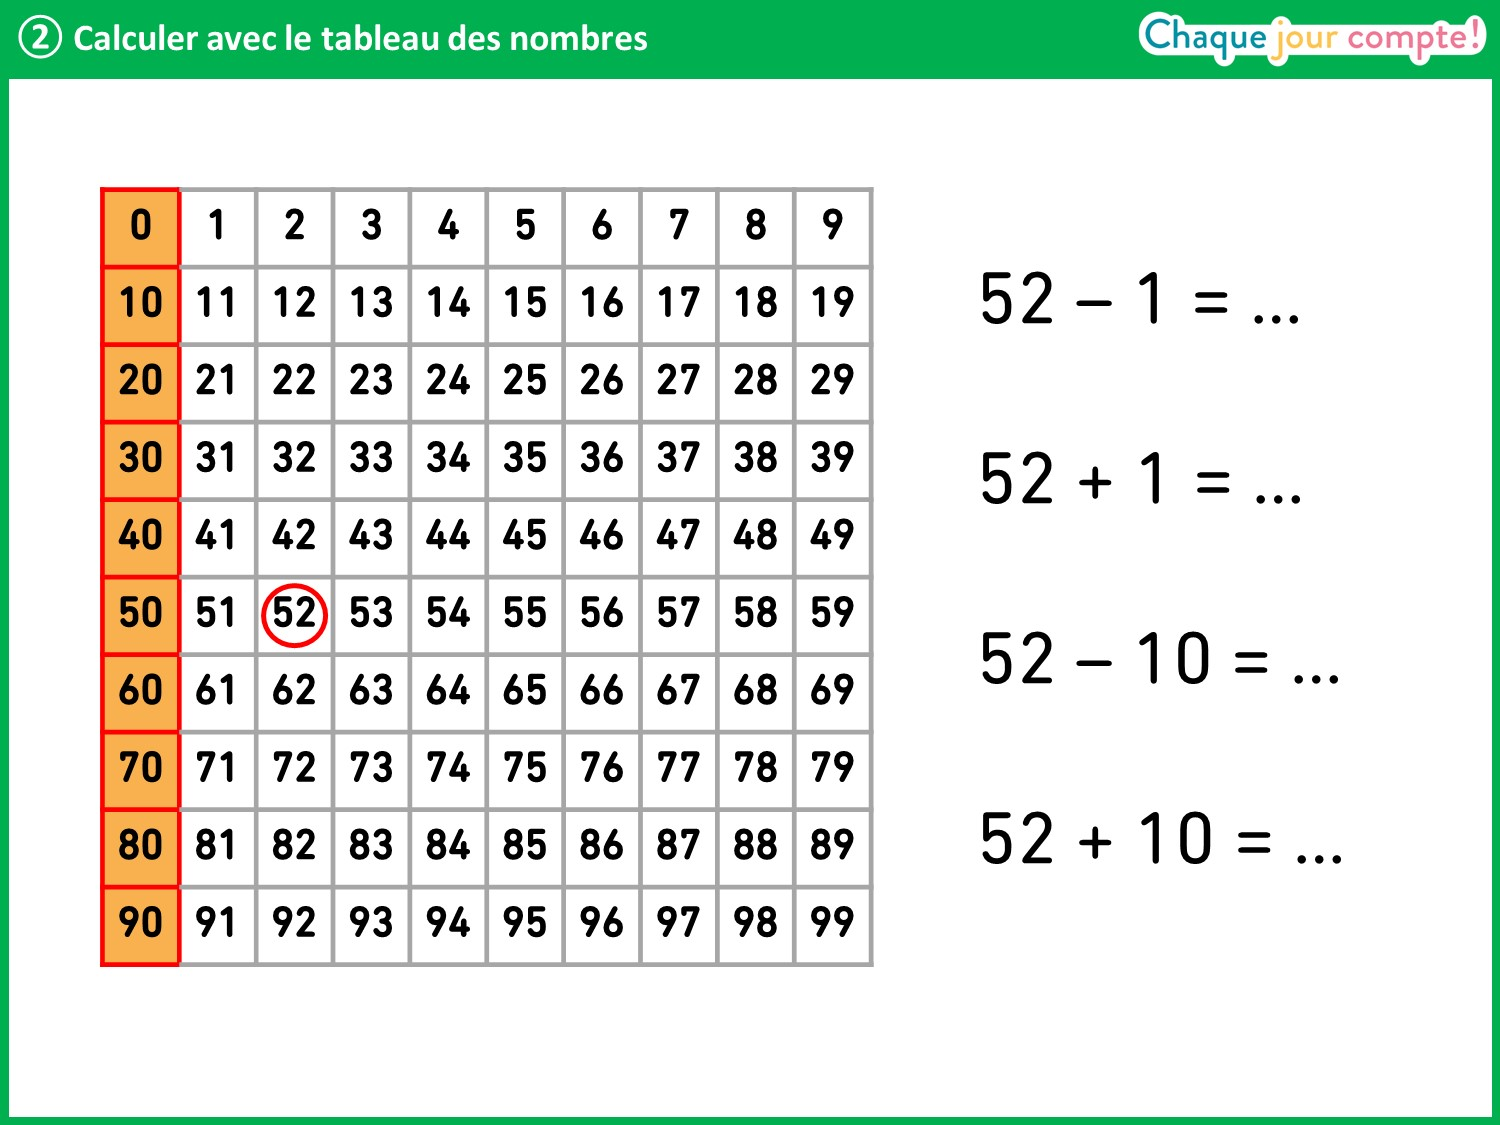 ② Calculer avec le tableau des nombres
Chaque jour compte!
0 1 2 3 4 5 6 7 8 9
10 11 12 13 14 15 16 17 18 19
20 21 22 23 24 25 26 27 28 29
30 31 32 33 34 35 36 37 38 39
40 41 42 43 44 45 46 47 48 49
50 51 52 53 54 55 56 57 58 59
60 61 62 63 64 65 66 67 68 69
70 71 72 73 74 75 76 77 78 79
80 81 82 83 84 85 86 87 88 89
90 91 92 93 94 95 96 97 98 99
52 – 1 = ...
52 + 1 = ...
52 – 10 = ...
52 + 10 = ...